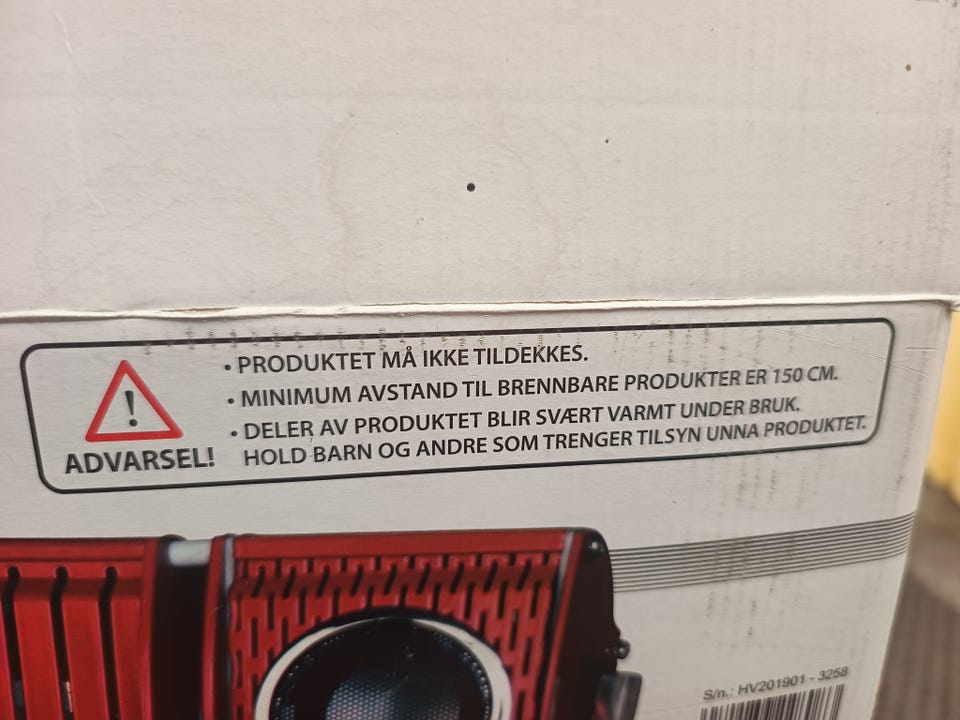 • PRODUKTET MÅ IKKE TILDEKKES.
• MINIMUM AVSTAND TIL BRENNBARE PRODUKTER ER 150 CM.
• DELER AV PRODUKTET BLIR SVÆRT VARMT UNDER BRUK.
HOLD BARN OG ANDRE SOM TRENGER TILSYN UNNA PRODUKTET.
!
ADVARSEL!
S/n.: HV201901 - 3258